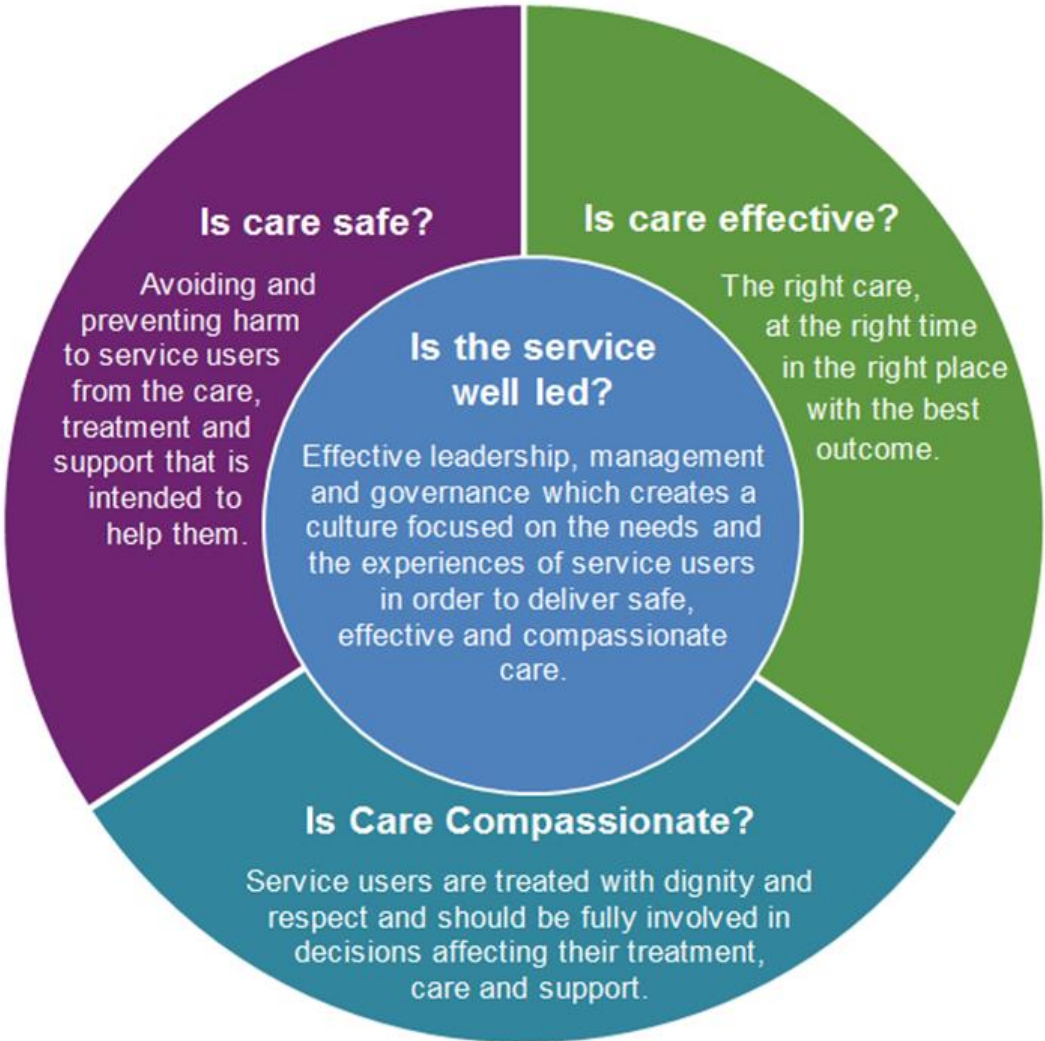 Is care safe?
Avoiding and
preventing harm
to service users
from the care,
treatment and
support that is
intended to
help them.
Is care effective?
The right care,
at the right time
in the right place
with the best
outcome.
Is the service
well led?
Effective leadership, management
and governance which creates a
culture focused on the needs and
the experiences of service users
in order to deliver safe,
effective and compassionate
care.
Is Care Compassionate?
Service users are treated with dignity and
respect and should be fully involved in
decisions affecting their treatment,
care and support.